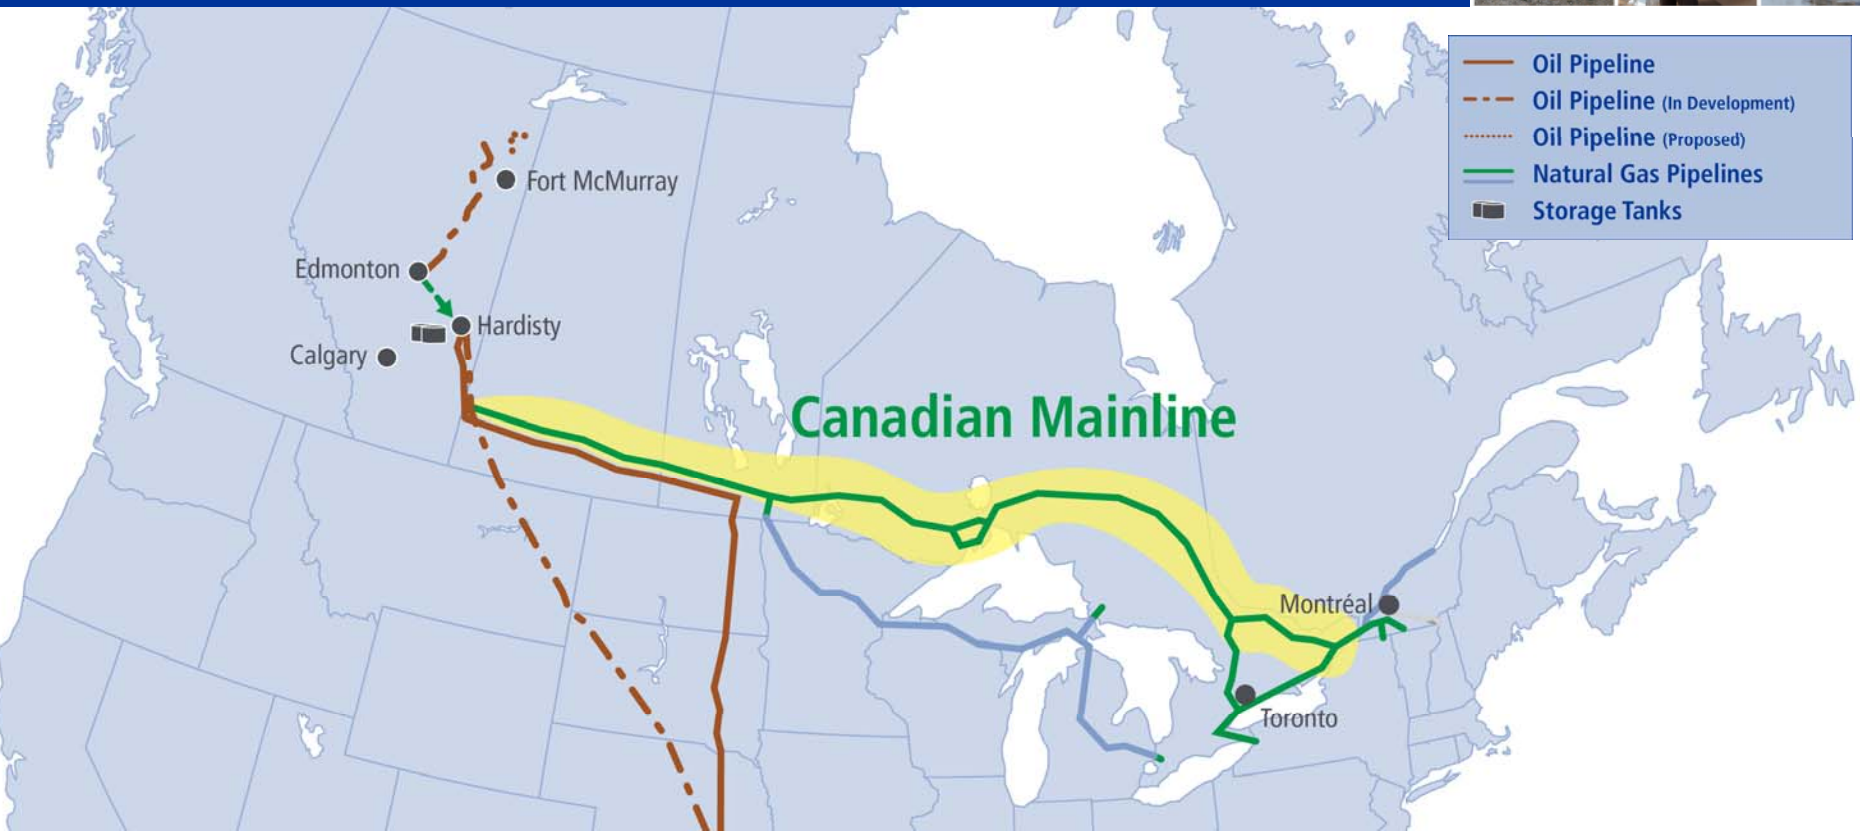 Oil Pipeline
Oil Pipeline (In Development)
Oil Pipeline (Proposed)
Natural Gas Pipelines
Storage Tanks
Fort McMurray
Edmonton
Hardisty
Calgary
Canadian Mainline
Montréal
Toronto